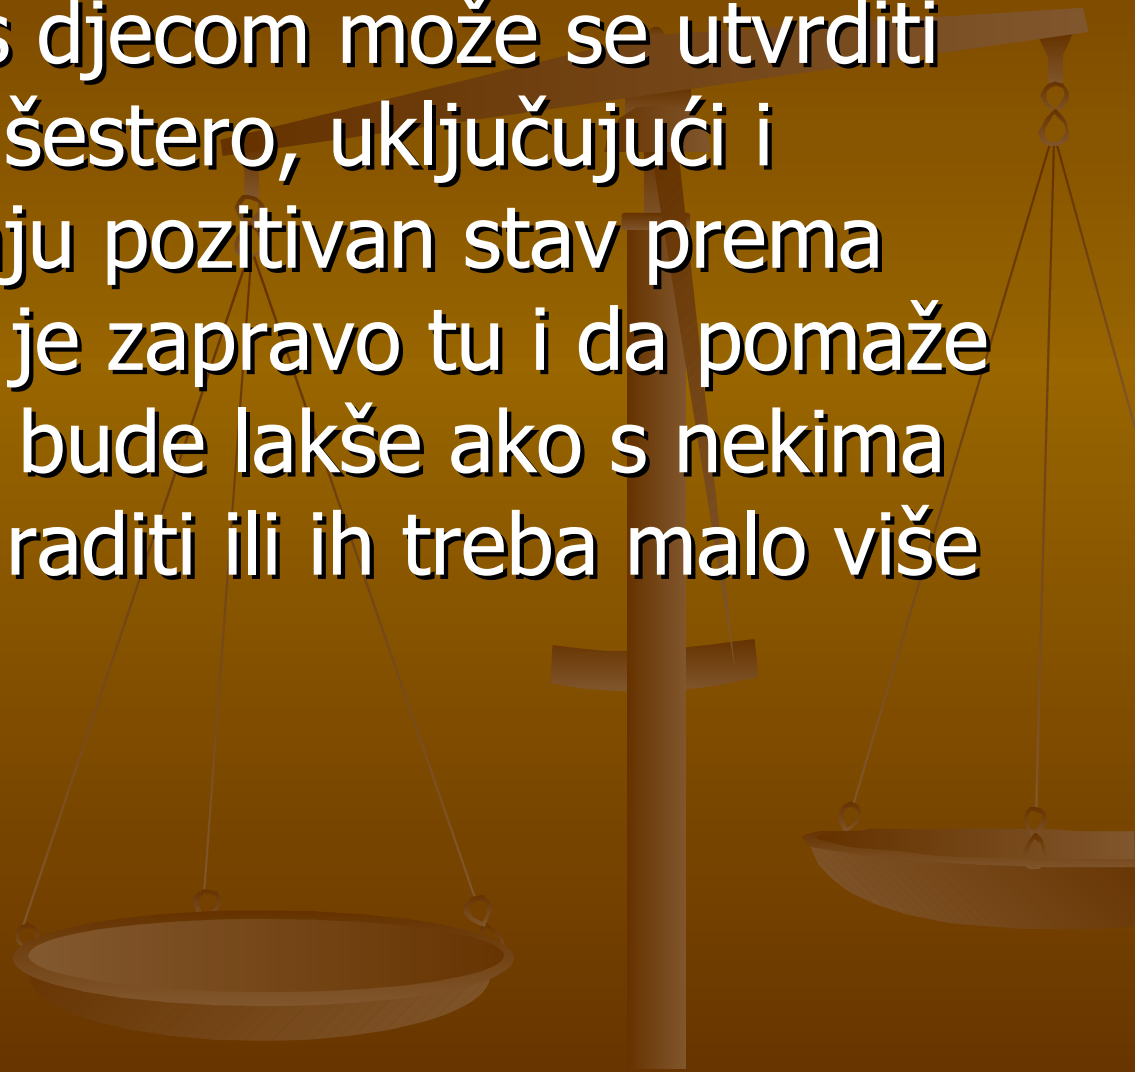 djecom može se utvrditi
šestero, uključujući i
pozitivan stav prema
je zapravo tu i da pomaže
bude lakše ako s nekima
raditi ili ih treba malo više